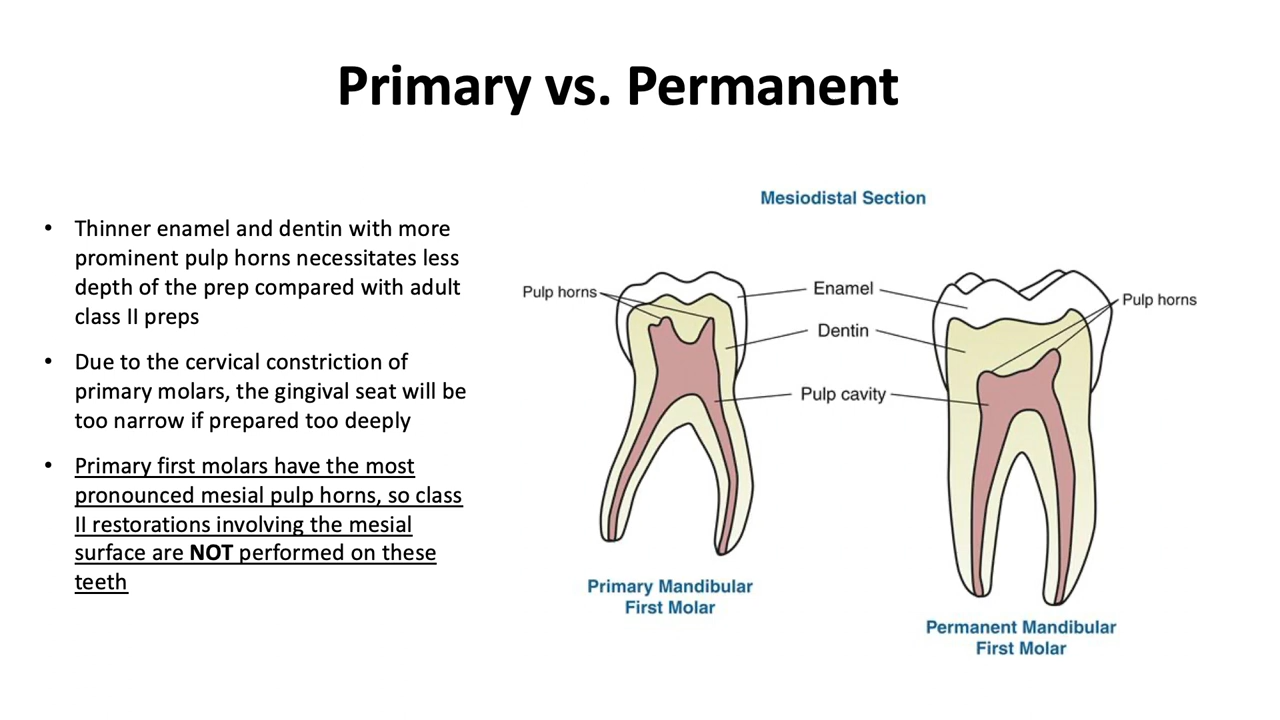 Primary vs. Permanent
• Thinner enamel and dentin with more
prominent pulp horns necessitates less
depth of the prep compared with adult
class II preps
• Due to the cervical constriction of
primary molars, the gingival seat will be
too narrow if prepared too deeply
• Primary first molars have the most
pronounced mesial pulp horns, so class
II restorations involving the mesial
surface are NOT performed on these
teeth
Mesiodistal Section
Pulp horns
Enamel
Pulp horns
Dentin
Pulp cavity
Primary Mandibular
First Molar
Permanent Mandibular
First Molar